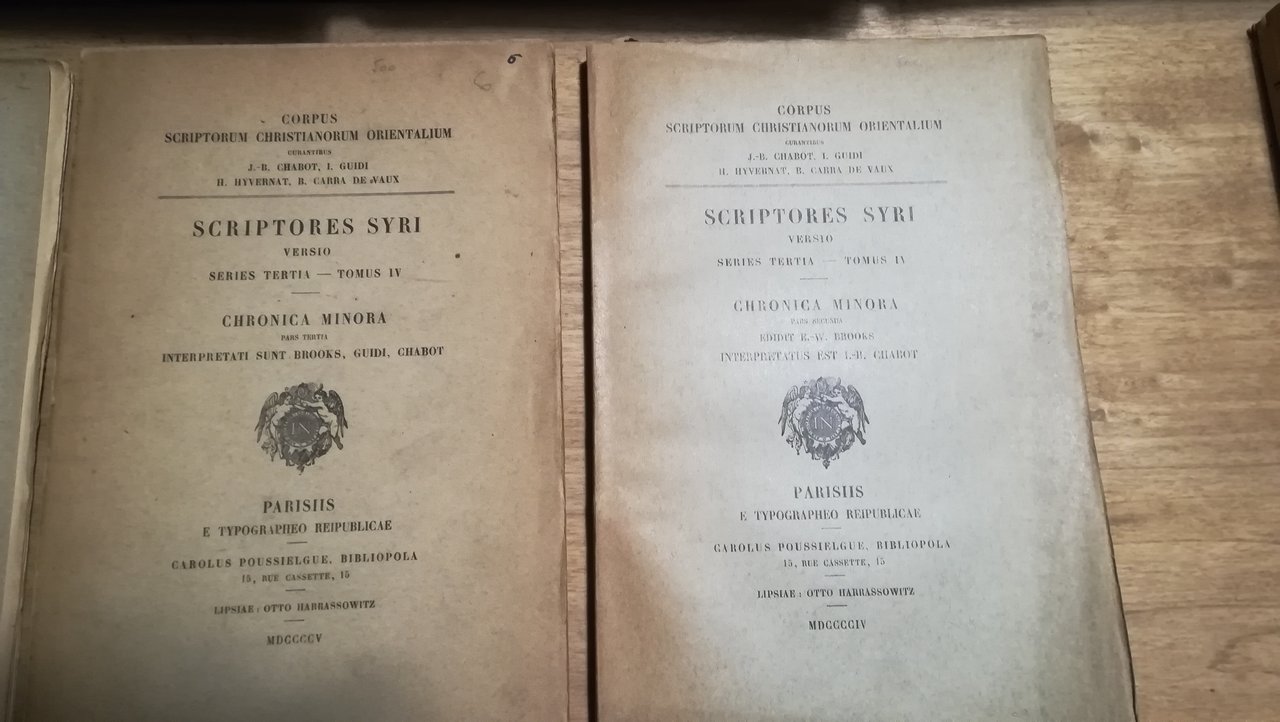 500
6
6
CORPUS
SCRIPTORUM CHRISTIANORUM ORIENTALIUM
CURANTIBUS
J.-B. CHABOT, I. GUIDI
H. HYVERNAT, B. CARRA DE VAUX
SCRIPTORES SYRI
VERSIO
SERIES TERTIA — TOMUS IV
CHRONICA MINORA
PARS TERTIA
INTERPRETATI SUNT BROOKS, GUIDI, CHABOT
IN
PARISIIS
E TYPOGRAPHEO REIPUBLICAE
CAROLUS POUSSIELGUE, BIBLIOPOLA
15, RUE CASSETTE, 15
LIPSIAE : OTTO HARRASSOWITZ
MDCCCCV
CORPUS
SCRIPTORUM CHRISTIANORUM ORIENTALIUM
CURANTIBUS
J.-B. CHABOT, I. GUIDI
H. HYVERNAT, B. CARRA DE VAUX
SCRIPTORES SYRI
VERSIO
SERIES TERTIA — TOMUS IV
CHRONICA MINORA
PARS SECUNDA
EDIDIT E.-W. BROOKS
INTERPRETATUS EST I.-B. CHABOT
IN
PARISIIS
E TYPOGRAPHEO REIPUBLICAE
CAROLUS POUSSIELGUE, BIBLIOPOLA
15, RUE CASSETTE, 15
LIPSIAE : OTTO HARRASSOWITZ
MDCCCCIV